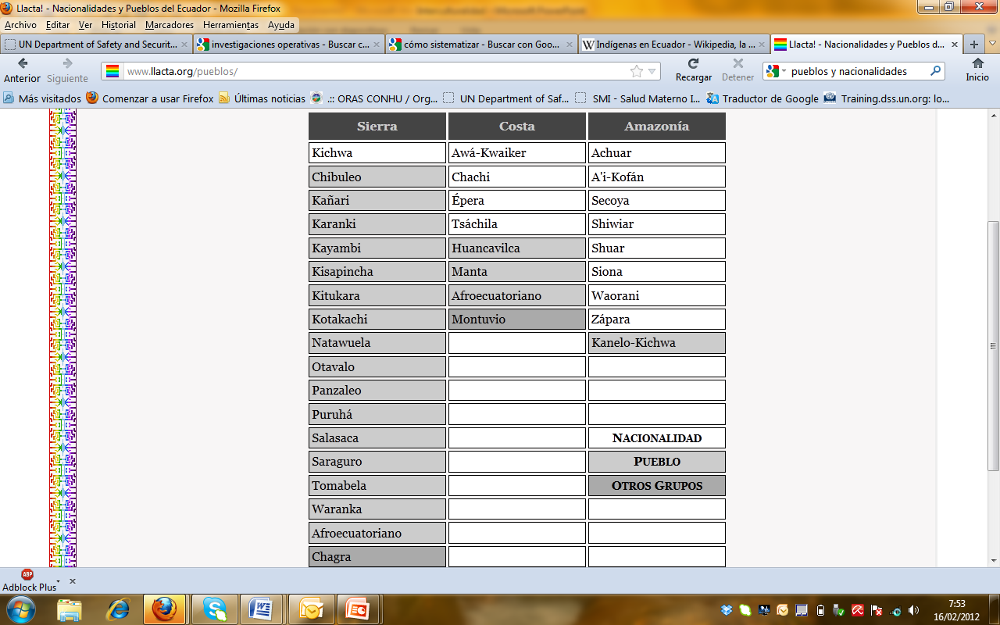 Llacta! - Nacionalidades y Pueblos del Ecuador - Mozilla Firefox
Archivo Editar Ver Historial Marcadores Herramientas Ayuda
UN Department of Safety and Securit... investigaciones operativas - Buscar c... cómo sistematizar - Buscar con Goo... Indígenas en Ecuador - Wikipedia, la ... Llacta! - Nacionalidades y Pueblos d...
Anterior Siguiente www.llacta.org/pueblos/ Recargar Detener pueblos y nacionalidades Inicio
Más visitados Comenzar a usar Firefox Últimas noticias .:: ORAS CONHU / Org... UN Department of Saf... SMI - Salud Materno I... Traductor de Google Training.dss.un.org: lo...
Sierra Costa Amazonía
Kichwa Awá-Kwaiker Achuar
Chibuleo Chachi A'i-Kofán
Kañari Épera Secoya
Karanki Tsáchila Shiwiar
Kayambi Huancavilca Shuar
Kisapincha Manta Siona
Kitukara Afroecuatoriano Waorani
Kotakachi Montuvio Zápara
Natawuela Kanelo-Kichwa
Otavalo
Panzaleo
Puruhá
Salasaca NACIONALIDAD
Saraguro PUEBLO
Tomabela OTROS GRUPOS
Waranka
Afroecuatoriano
Chagra
ABP
Adblock Plus
7:53
16/02/2012